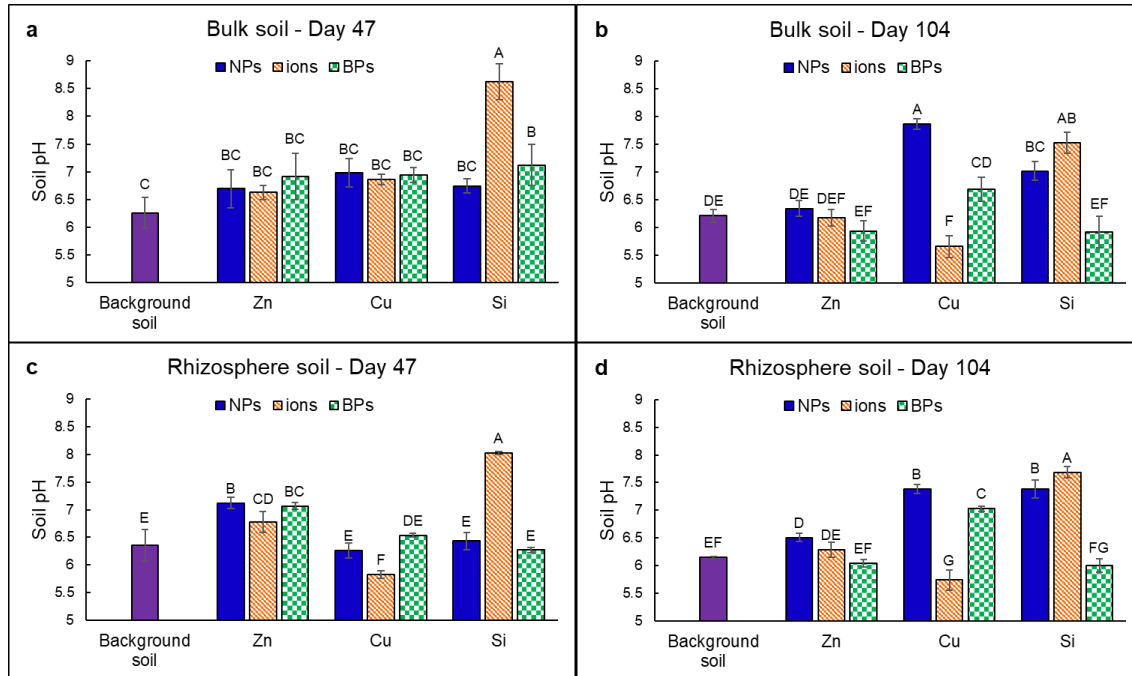 a
Bulk soil - Day 47
NPs ions BPs
Soil pH
9
8.5
8
7.5
7
6.5
6
5.5
5
C
BC BC BC
BC BC BC
BC A B
Background soil
Zn
Cu
Si
b
Bulk soil - Day 104
NPs ions BPs
Soil pH
9
8.5
8
7.5
7
6.5
6
5.5
5
DE
DE DEF EF
A F CD
BC AB EF
Background soil
Zn
Cu
Si
c
Rhizosphere soil - Day 47
NPs ions BPs
Soil pH
9
8.5
8
7.5
7
6.5
6
5.5
5
E
B CD BC
E F DE
E A E
Background soil
Zn
Cu
Si
d
Rhizosphere soil - Day 104
NPs ions BPs
Soil pH
9
8.5
8
7.5
7
6.5
6
5.5
5
EF
D DE EF
B G C
B A FG
Background soil
Zn
Cu
Si